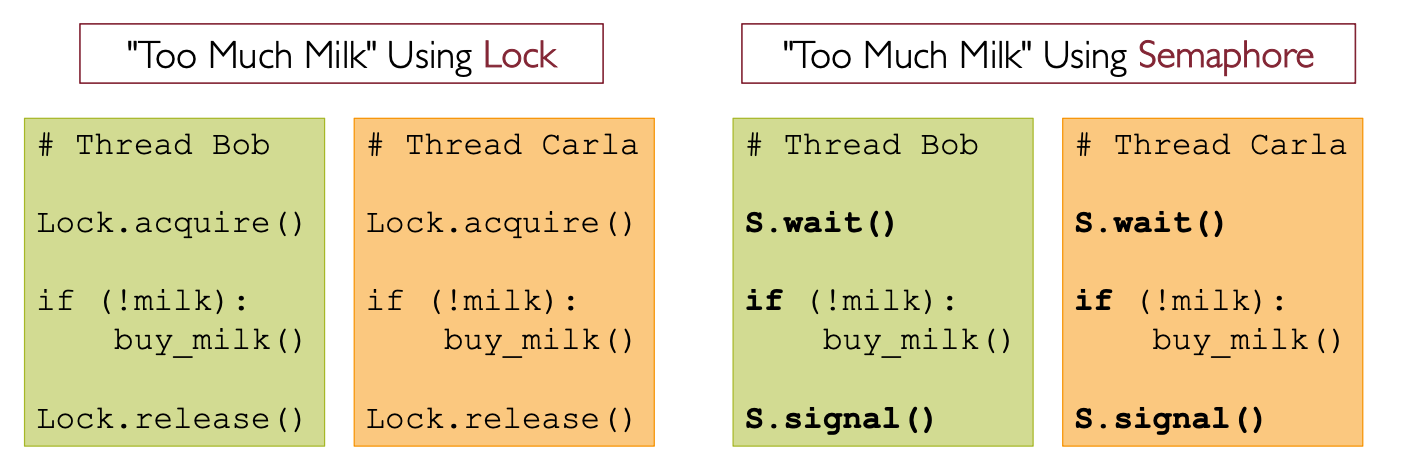 "Too Much Milk" Using Lock
# Thread Bob
Lock.acquire()
if (!milk):
    buy_milk()
Lock.release()
# Thread Carla
Lock.acquire()
if (!milk):
    buy_milk()
Lock.release()
"Too Much Milk" Using Semaphore
# Thread Bob
S.wait()
if (!milk):
    buy_milk()
S.signal()
# Thread Carla
S.wait()
if (!milk):
    buy_milk()
S.signal()